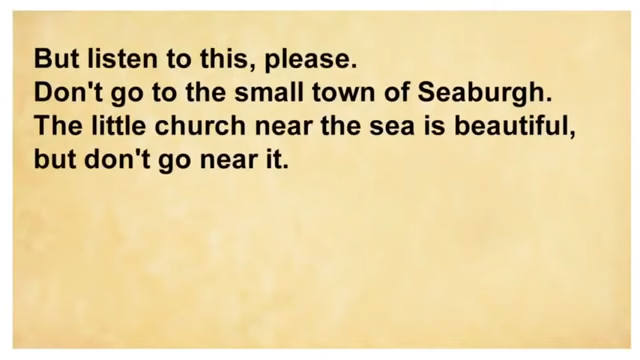 But listen to this, please.
Don't go to the small town of Seaburgh.
The little church near the sea is beautiful,
but don't go near it.